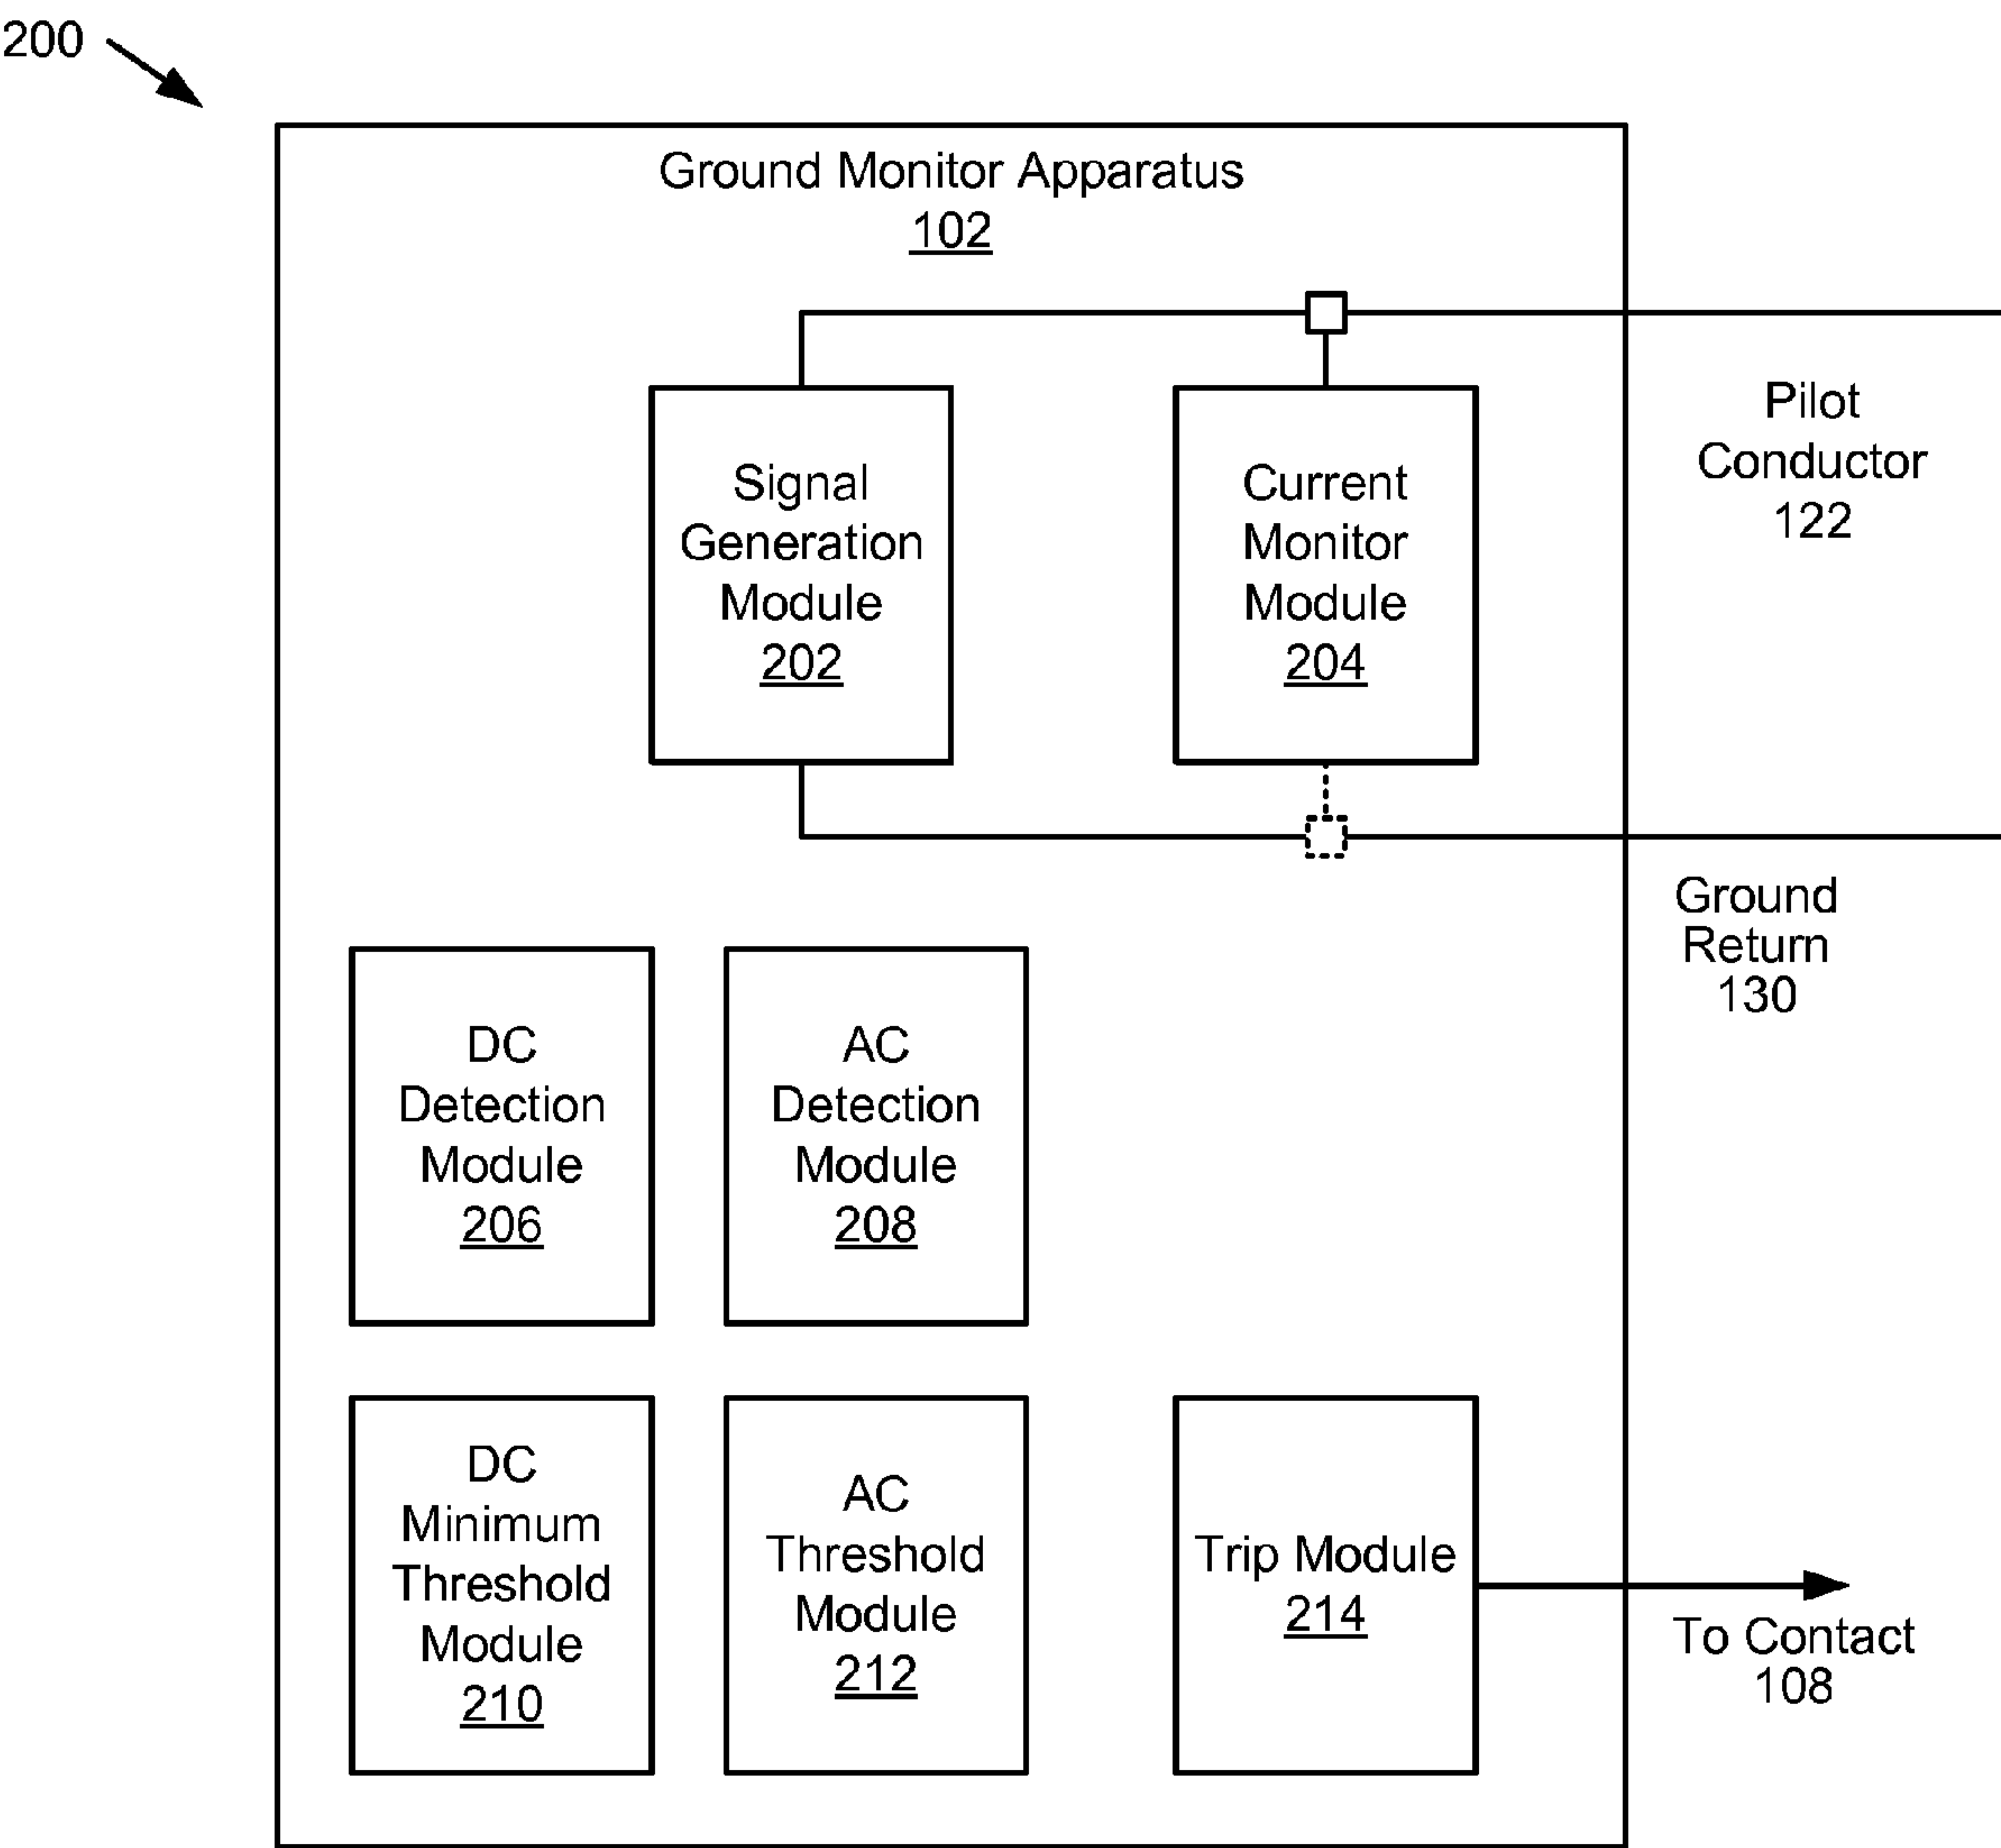 200
Ground Monitor Apparatus
102
Signal
Generation
Module
202
Current
Monitor
Module
204
Pilot
Conductor
122
Ground
Return
130
DC
Detection
Module
206
AC
Detection
Module
208
DC
Minimum
Threshold
Module
210
AC
Threshold
Module
212
Trip Module
214
To Contact
108